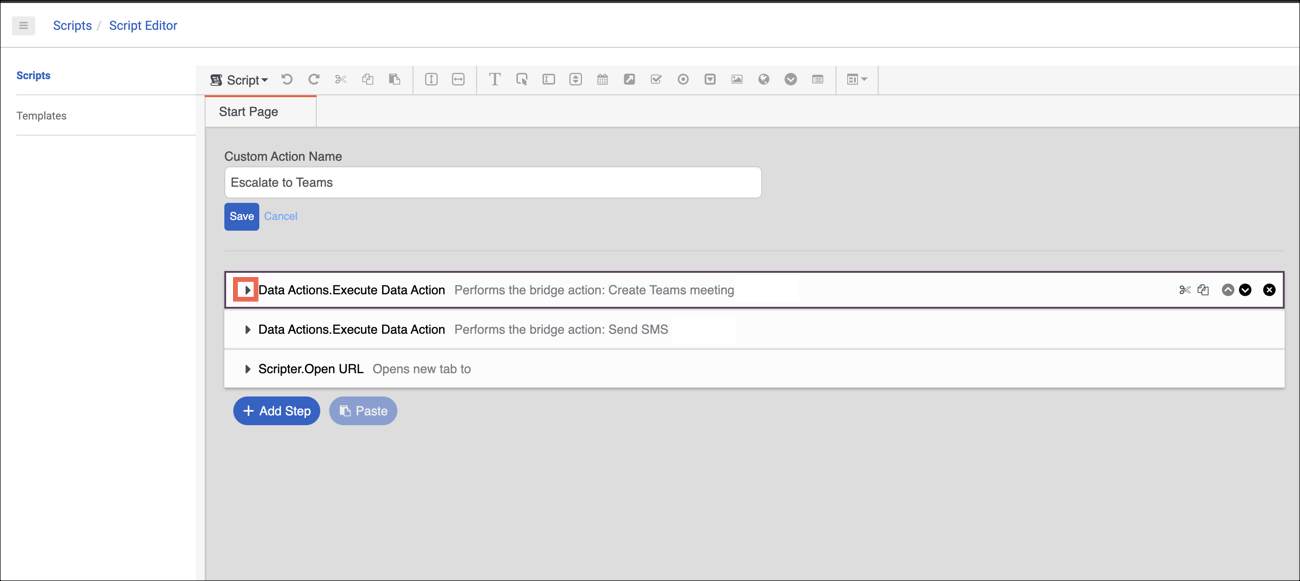 Scripts / Script Editor
Scripts
Templates
Script
Start Page
Custom Action Name
Escalate to Teams
Save Cancel
Data Actions.Execute Data Action Performs the bridge action: Create Teams meeting
Data Actions.Execute Data Action Performs the bridge action: Send SMS
Scripter.Open URL Opens new tab to
+ Add Step Paste